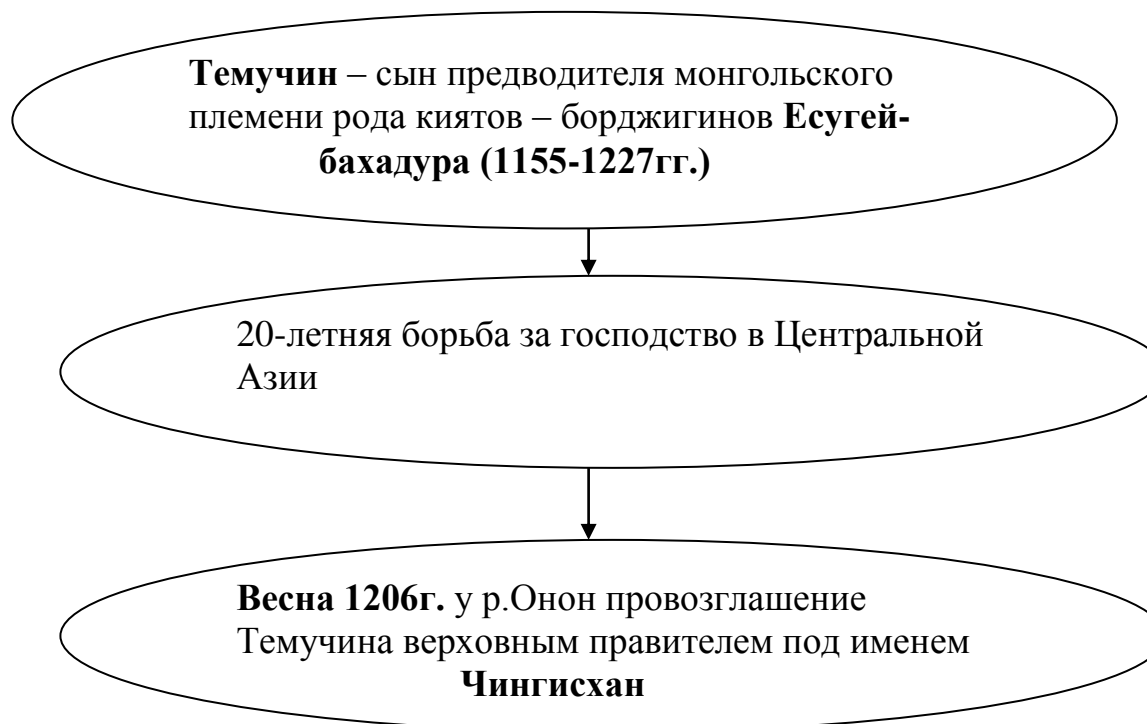 Темучин – сын предводителя монгольского
племени рода киятов – борджигинов Есугей-
бахадура (1155-1227гг.)
20-летняя борьба за господство в Центральной
Азии
Весна 1206г. у р.Онон провозглашение
Темучина верховным правителем под именем
Чингисхан